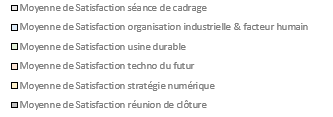 Moyenne de Satisfaction séance de cadrage
Moyenne de Satisfaction organisation industrielle & facteur humain
Moyenne de Satisfaction usine durable
Moyenne de Satisfaction techno du futur
Moyenne de Satisfaction stratégie numérique
Moyenne de Satisfaction réunion de clôture